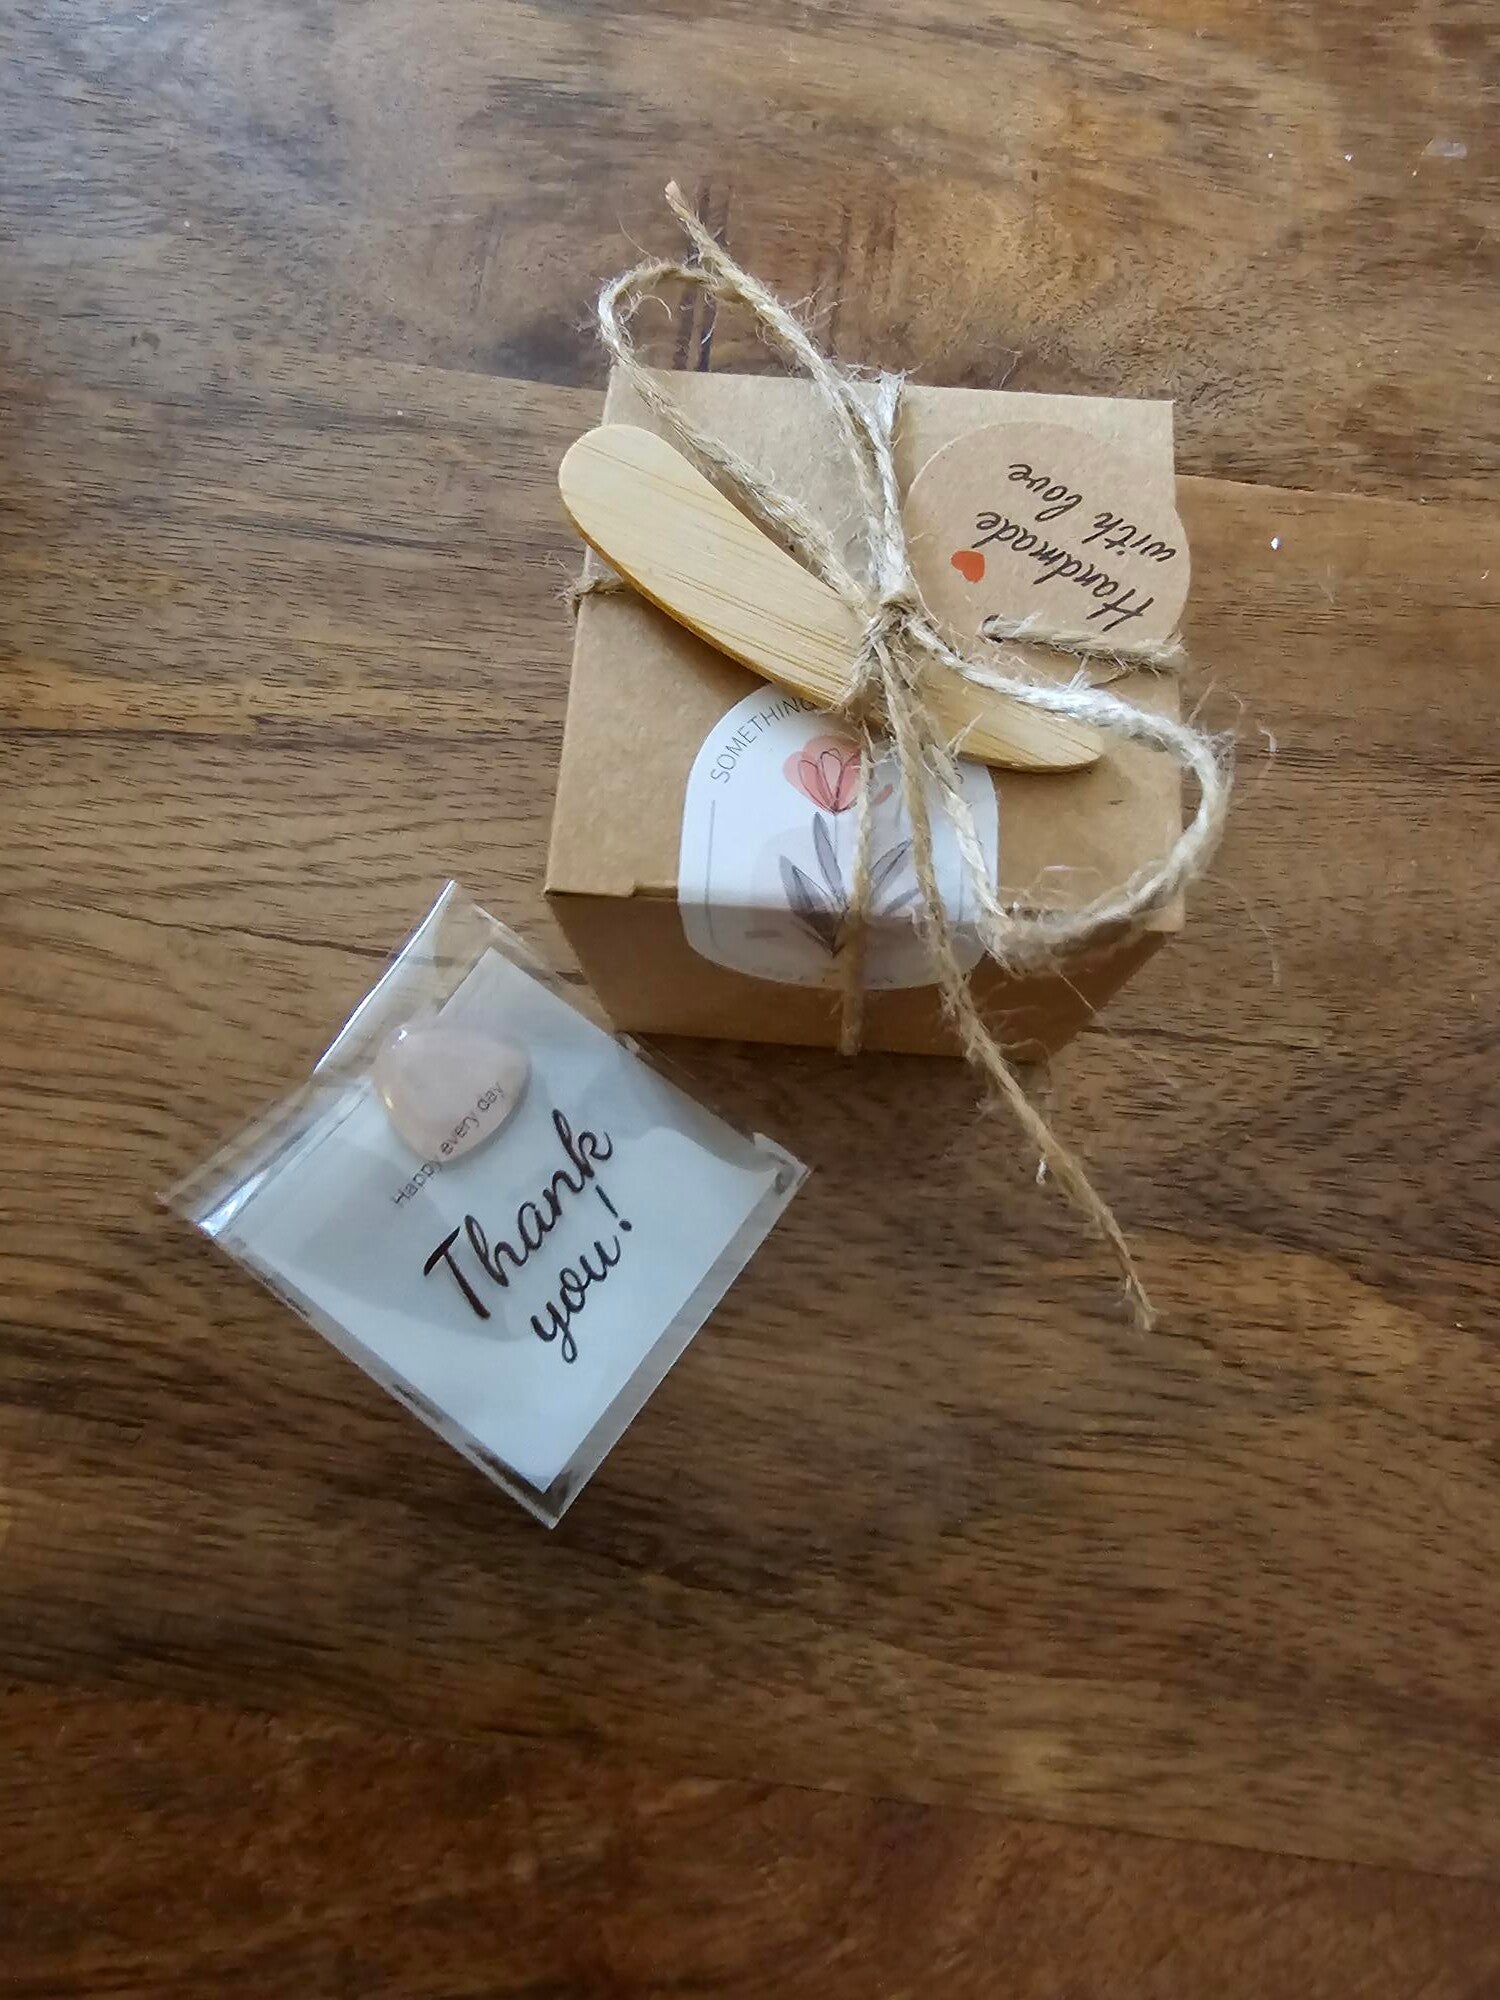 Handmade
with love
SOMETHING
Happy every day
Thank
you!